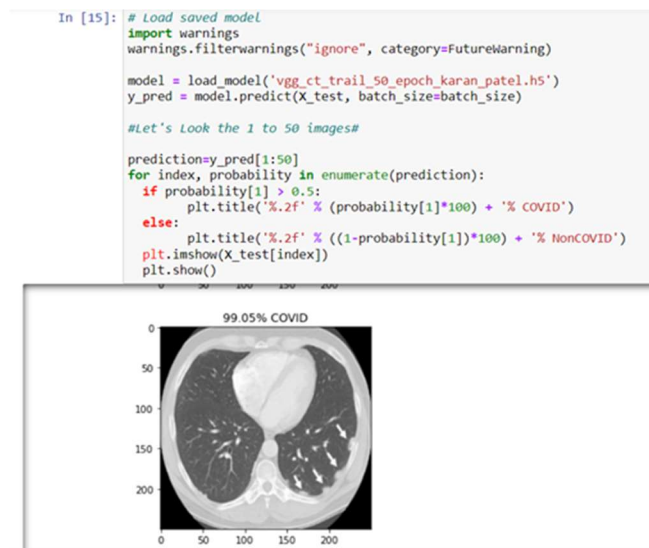 In [15]: # Load saved model
import warnings
warnings.filterwarnings("ignore", category=FutureWarning)
model = load_model('vgg_ct_trail_50_epoch_karan_patel.h5')
y_pred = model.predict(X_test, batch_size=batch_size)
#Let's Look the 1 to 50 images#
prediction=y_pred[1:50]
for index, probability in enumerate(prediction):
if probability[1] > 0.5:
plt.title('%.2f' % (probability[1]*100) + '% COVID')
else:
plt.title('%.2f' % ((1-probability[1])*100) + '% NonCOVID')
plt.imshow(X_test[index])
plt.show()
0 50 100 150 200
99.05% COVID
0
50
100
150
200
0 50 100 150 200